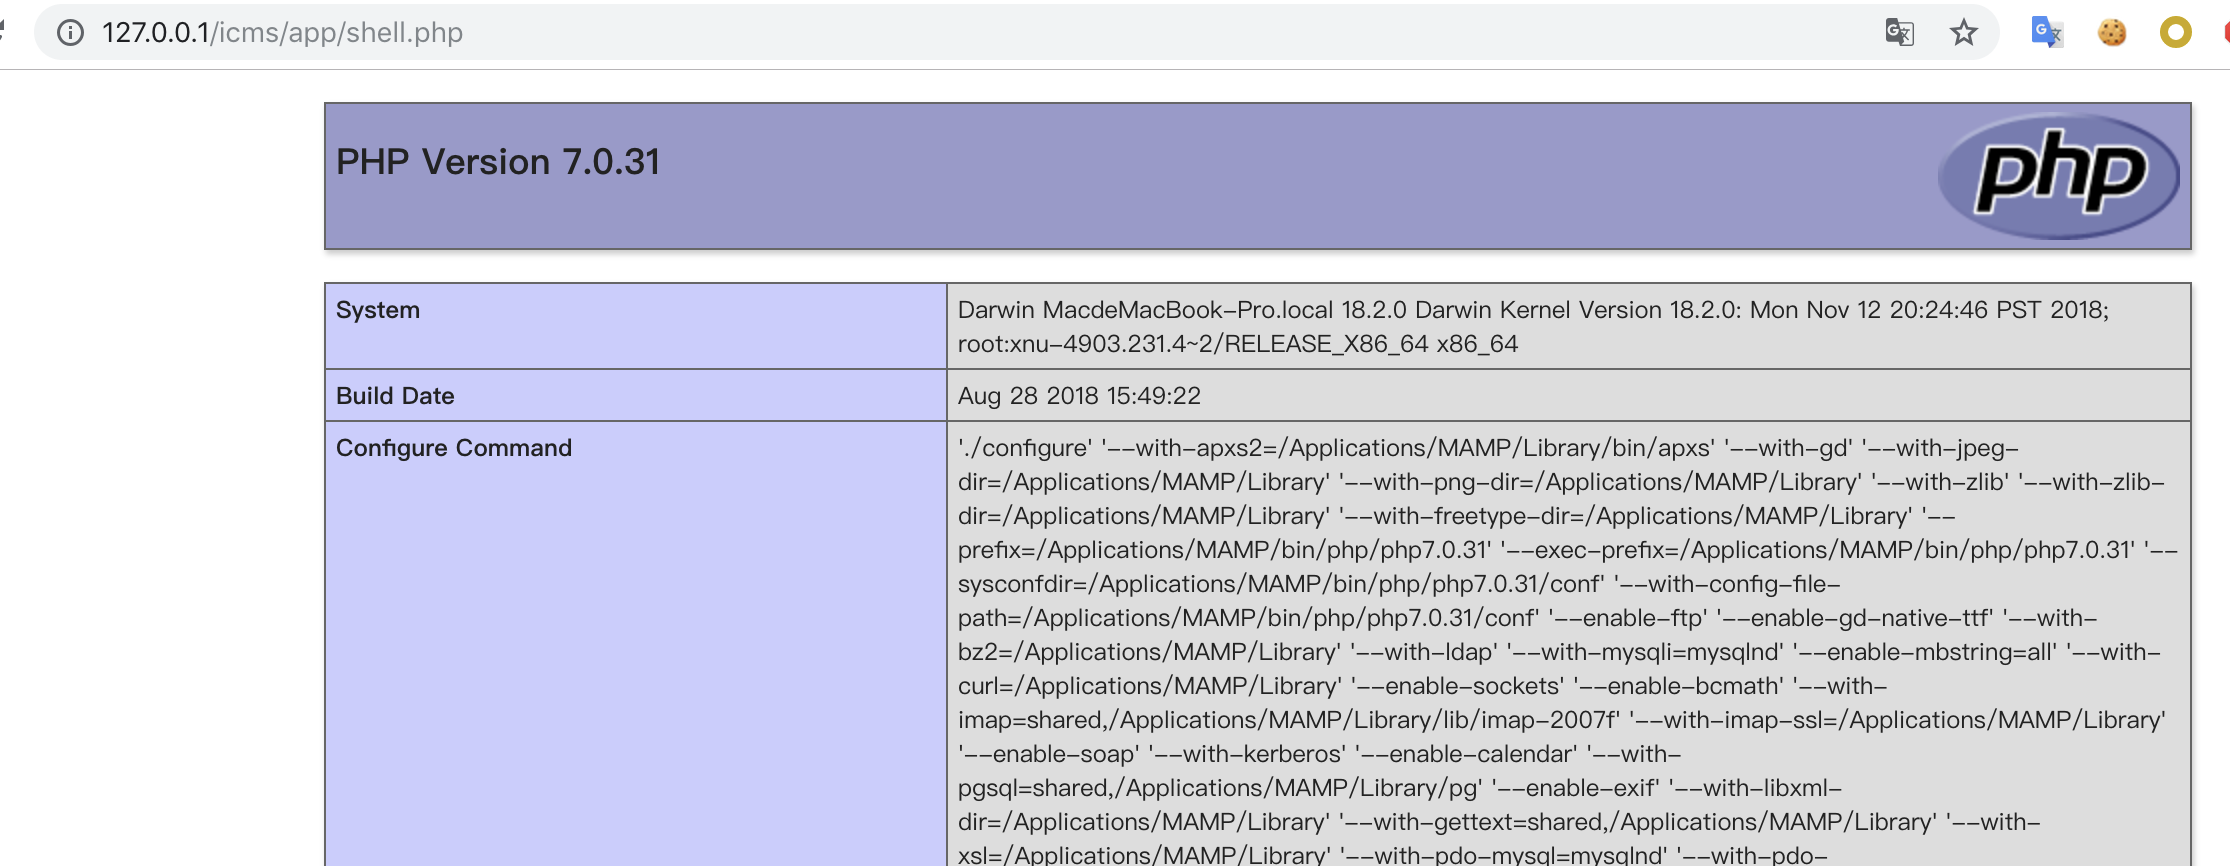 127.0.0.1/icms/app/shell.php
PHP Version 7.0.31
php
System
Darwin MacdeMacBook-Pro.local 18.2.0 Darwin Kernel Version 18.2.0: Mon Nov 12 20:24:46 PST 2018;
root:xnu-4903.231.4~2/RELEASE_X86_64 x86_64
Build Date
Aug 28 2018 15:49:22
Configure Command
'./configure' '--with-apxs2=/Applications/MAMP/Library/bin/apxs' '--with-gd' '--with-jpeg-
dir=/Applications/MAMP/Library' '--with-png-dir=/Applications/MAMP/Library' '--with-zlib' '--with-zlib-
dir=/Applications/MAMP/Library' '--with-freetype-dir=/Applications/MAMP/Library' '--
prefix=/Applications/MAMP/bin/php/php7.0.31' '--exec-prefix=/Applications/MAMP/bin/php/php7.0.31' '--
sysconfdir=/Applications/MAMP/bin/php/php7.0.31/conf' '--with-config-file-
path=/Applications/MAMP/bin/php/php7.0.31/conf' '--enable-ftp' '--enable-gd-native-ttf' '--with-
bz2=/Applications/MAMP/Library' '--with-ldap' '--with-mysqli=mysqlnd' '--enable-mbstring=all' '--with-
curl=/Applications/MAMP/Library' '--enable-sockets' '--enable-bcmath' '--with-
imap=shared,/Applications/MAMP/Library/lib/imap-2007f' '--with-imap-ssl=/Applications/MAMP/Library'
'--enable-soap' '--with-kerberos' '--enable-calendar' '--with-
pgsql=shared,/Applications/MAMP/Library/pg' '--enable-exif' '--with-libxml-
dir=/Applications/MAMP/Library' '--with-gettext=shared,/Applications/MAMP/Library' '--with-
xsl=/Applications/MAMP/Library' '--with-pdo-mysql=mysqlnd' '--with-pdo-